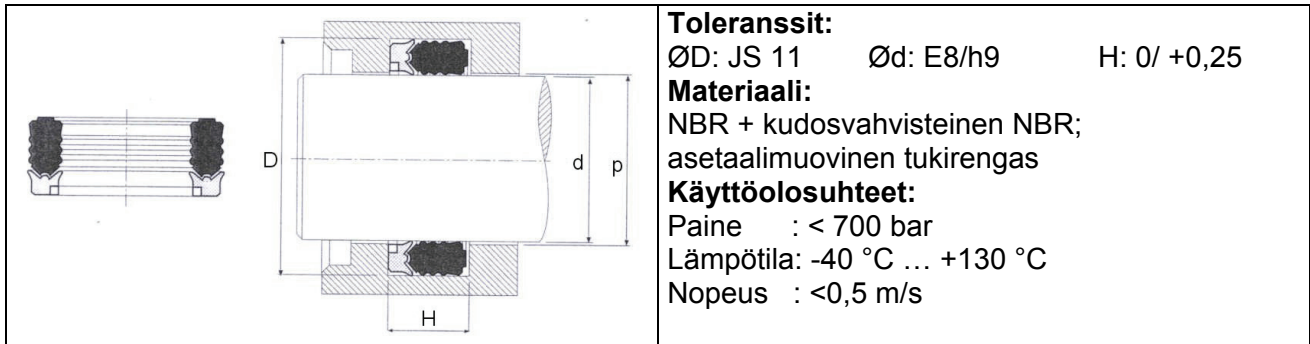 D
d
p
H
Toleranssit:
ØD: JS 11 Ød: E8/h9 H: 0/ +0,25
Materiaali:
NBR + kudosvahvisteinen NBR;
asetaalimuovinen tukirengas
Käyttöolosuhteet:
Paine : < 700 bar
Lämpötila: -40 °C … +130 °C
Nopeus : <0,5 m/s